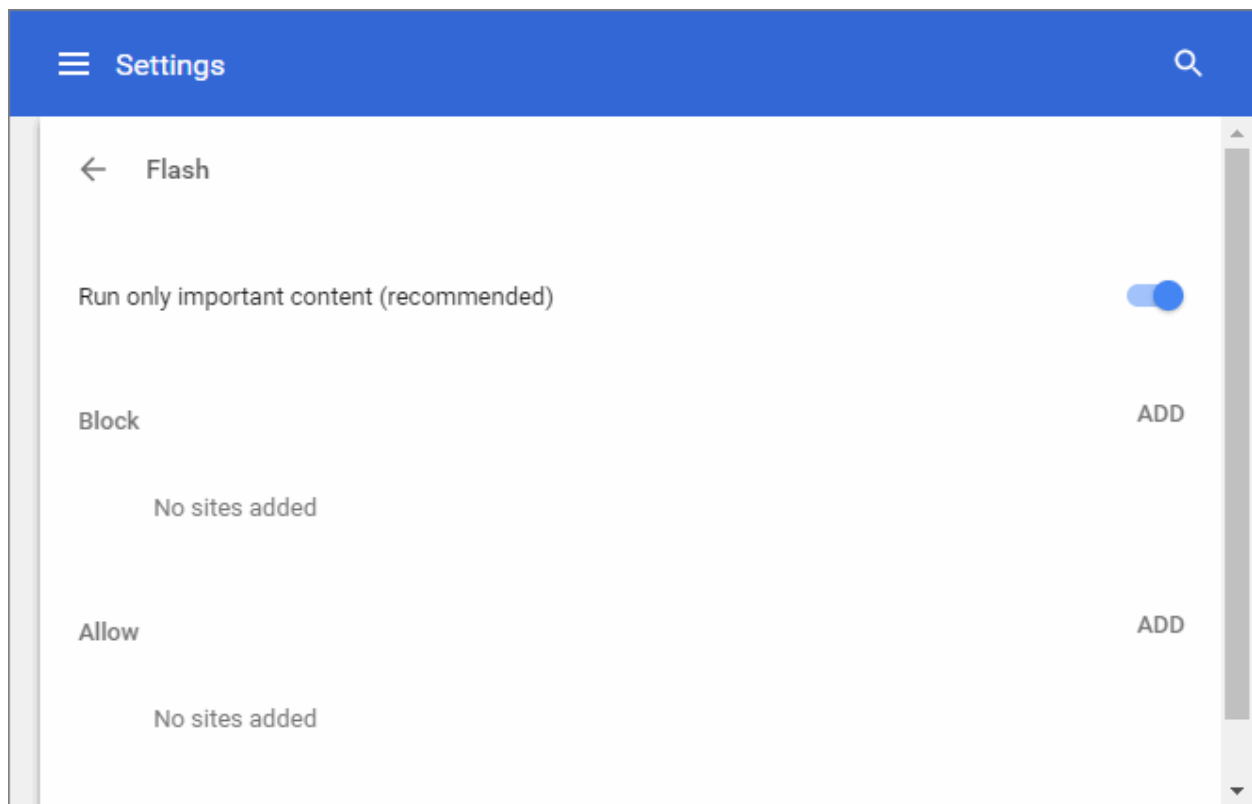 Settings
Flash
Run only important content (recommended)
Block
ADD
No sites added
Allow
ADD
No sites added